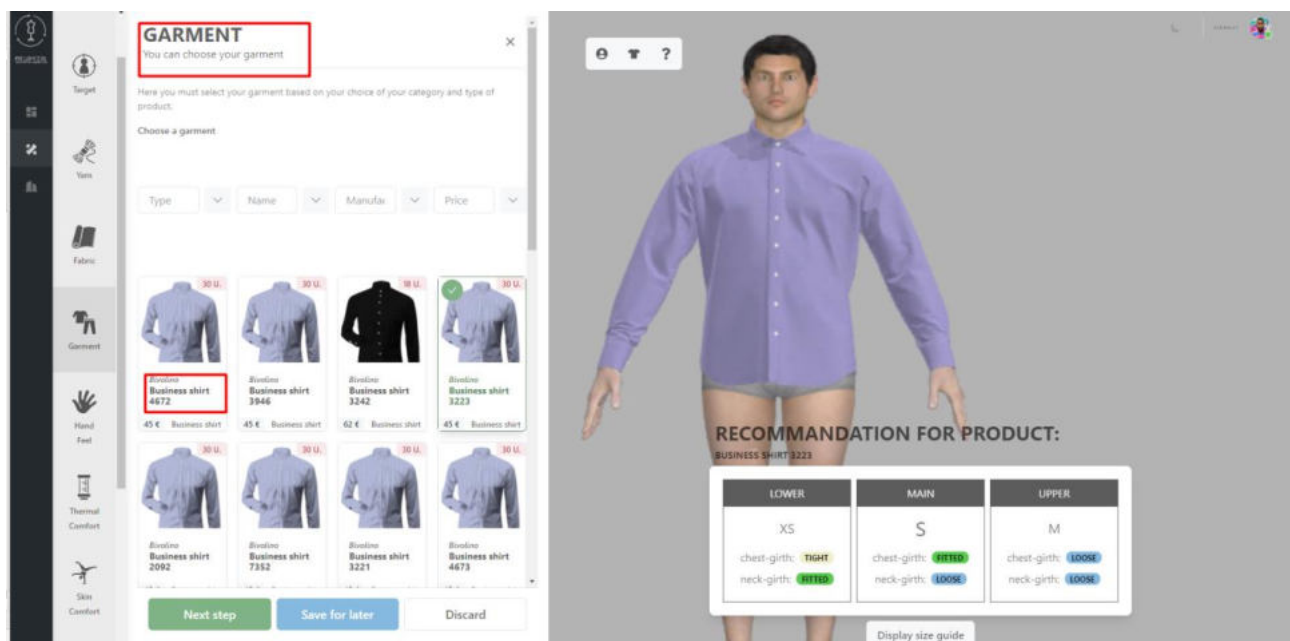 GARMENT
You can choose your garment
Here you must select your garment based on your choice of your category and type of
product.
Choose a garment
Type
Name
Manufac
Price
Target
Yarn
Fabric
Garment
Hand
Feel
Thermal
Comfort
Skin
Comfort
30 U.
30 U.
18 U.
30 U.
Bivolino
Business shirt
4672
45 € Business shirt
Bivolino
Business shirt
3946
45 € Business shirt
Bivolino
Business shirt
3242
62 € Business shirt
Bivolino
Business shirt
3223
45 € Business shirt
30 U.
30 U.
30 U.
30 U.
Bivolino
Business shirt
2092
Bivolino
Business shirt
7352
Bivolino
Business shirt
3221
Bivolino
Business shirt
4673
Next step
Save for later
Discard
?
RECOMMANDATION FOR PRODUCT:
BUSINESS SHIRT 3223
LOWER
XS
chest-girth: TIGHT
neck-girth: FITTED
MAIN
S
chest-girth: FITTED
neck-girth: LOOSE
UPPER
M
chest-girth: LOOSE
neck-girth: LOOSE
Display size guide